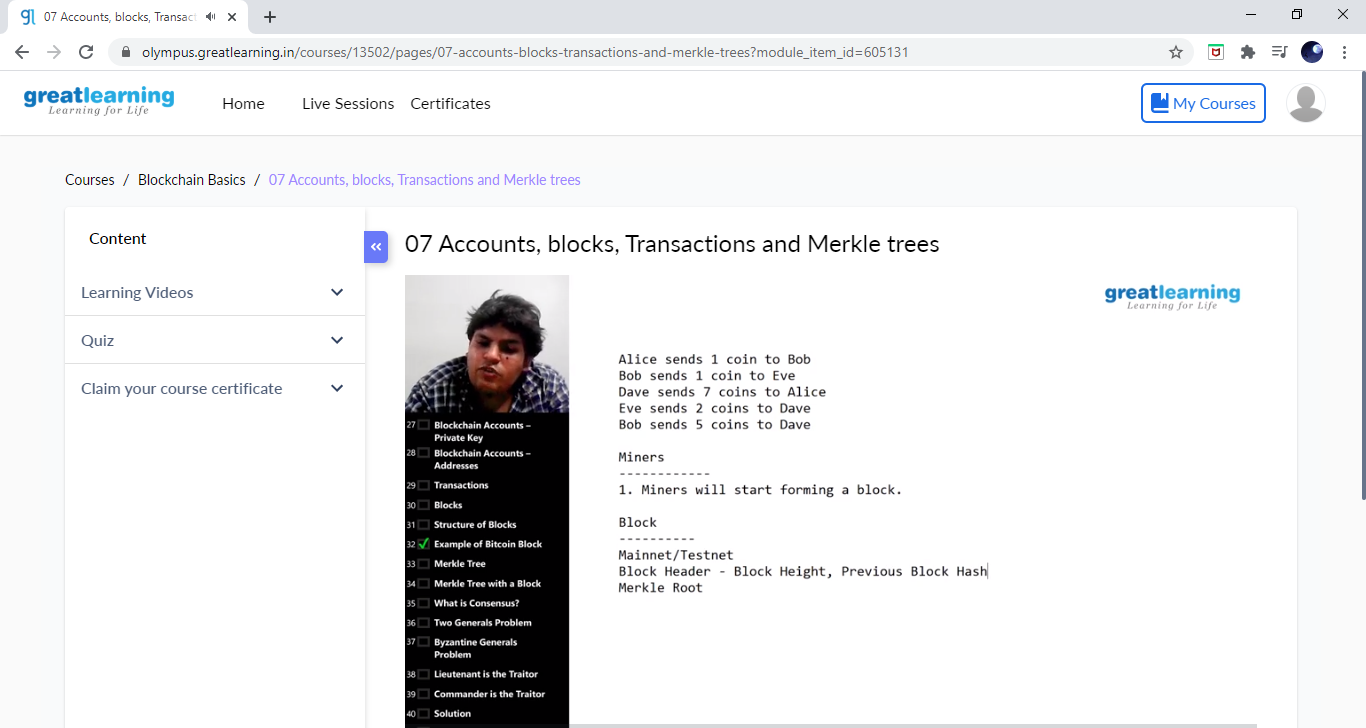 07 Accounts, blocks, Transact
olympus.greatlearning.in/courses/13502/pages/07-accounts-blocks-transactions-and-merkle-trees?module_item_id=605131
greatlearning
Learning for Life
Home
Live Sessions
Certificates
My Courses
Courses / Blockchain Basics / 07 Accounts, blocks, Transactions and Merkle trees
Content
Learning Videos
Quiz
Claim your course certificate
07 Accounts, blocks, Transactions and Merkle trees
greatlearning
Learning for Life
27 Blockchain Accounts –
Private Key
28 Blockchain Accounts –
Addresses
29 Transactions
30 Blocks
31 Structure of Blocks
32 Example of Bitcoin Block
33 Merkle Tree
34 Merkle Tree with a Block
35 What is Consensus?
36 Two Generals Problem
37 Byzantine Generals
Problem
38 Lieutenant is the Traitor
39 Commander is the Traitor
40 Solution
Alice sends 1 coin to Bob
Bob sends 1 coin to Eve
Dave sends 7 coins to Alice
Eve sends 2 coins to Dave
Bob sends 5 coins to Dave
Miners
------------
1. Miners will start forming a block.
Block
----------
Mainnet/Testnet
Block Header - Block Height, Previous Block Hash
Merkle Root